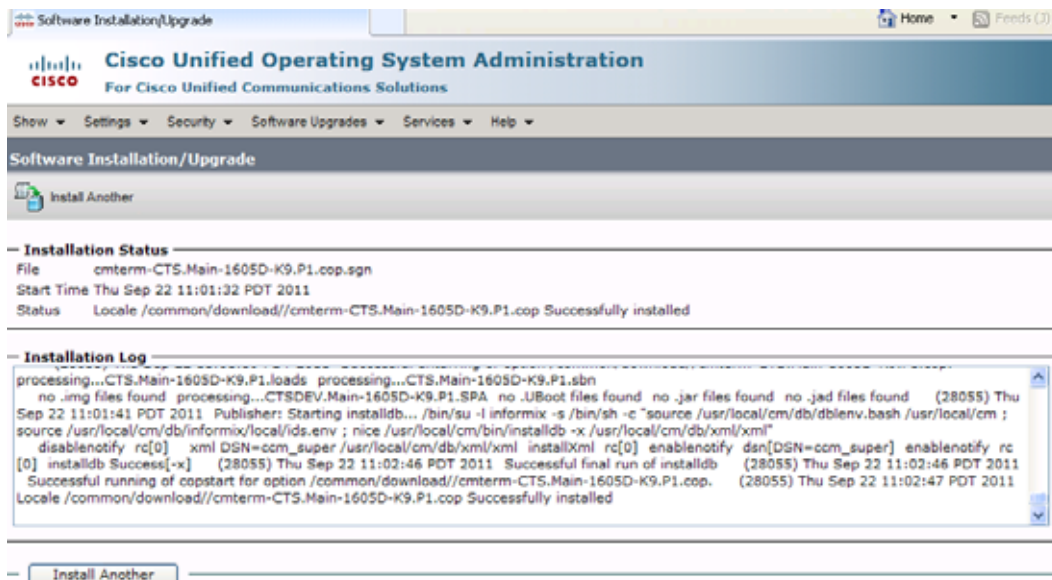 Software Installation/Upgrade
Home
Feeds (J)
CISCO
Cisco Unified Operating System Administration
For Cisco Unified Communications Solutions
Show Settings Security Software Upgrades Services Help
Software Installation/Upgrade
Install Another
Installation Status
File cmterm-CTS.Main-1605D-K9.P1.cop.sgn
Start Time Thu Sep 22 11:01:32 PDT 2011
Status Locale /common/download//cmterm-CTS.Main-1605D-K9.P1.cop Successfully installed
Installation Log
processing...CTS.Main-1605D-K9.P1.loads processing...CTS.Main-1605D-K9.P1.sbn
no .img files found processing...CTSDEV.Main-1605D-K9.P1.SPA no .UBoot files found no .jar files found no .jad files found (28055) Thu
Sep 22 11:01:41 PDT 2011 Publisher: Starting installdb... /bin/su -l informix -s /bin/sh -c "source /usr/local/cm/db/dblenv.bash /usr/local/cm ;
source /usr/local/cm/db/informix/local/ids.env ; nice /usr/local/cm/bin/installdb -x /usr/local/cm/db/xml/xml"
disablenotify rc[0] xml DSN=ccm_super /usr/local/cm/db/xml/xml installXml rc[0] enablenotify dsn[DSN=ccm_super] enablenotify rc
[0] installdb Success[-x] (28055) Thu Sep 22 11:02:46 PDT 2011 Successful final run of installdb (28055) Thu Sep 22 11:02:46 PDT 2011
Successful running of copstart for option /common/download//cmterm-CTS.Main-1605D-K9.P1.cop. (28055) Thu Sep 22 11:02:47 PDT 2011
Locale /common/download//cmterm-CTS.Main-1605D-K9.P1.cop Successfully installed
Install Another